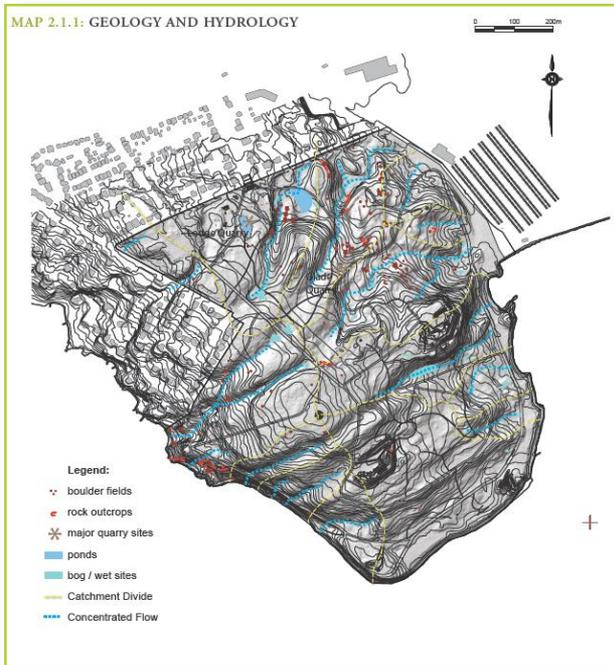 MAP 2.1.1: GEOLOGY AND HYDROLOGY
0 100 200m
Quarry
Legend:
boulder fields
rock outcrops
major quarry sites
ponds
bog / wet sites
Catchment Divide
Concentrated Flow